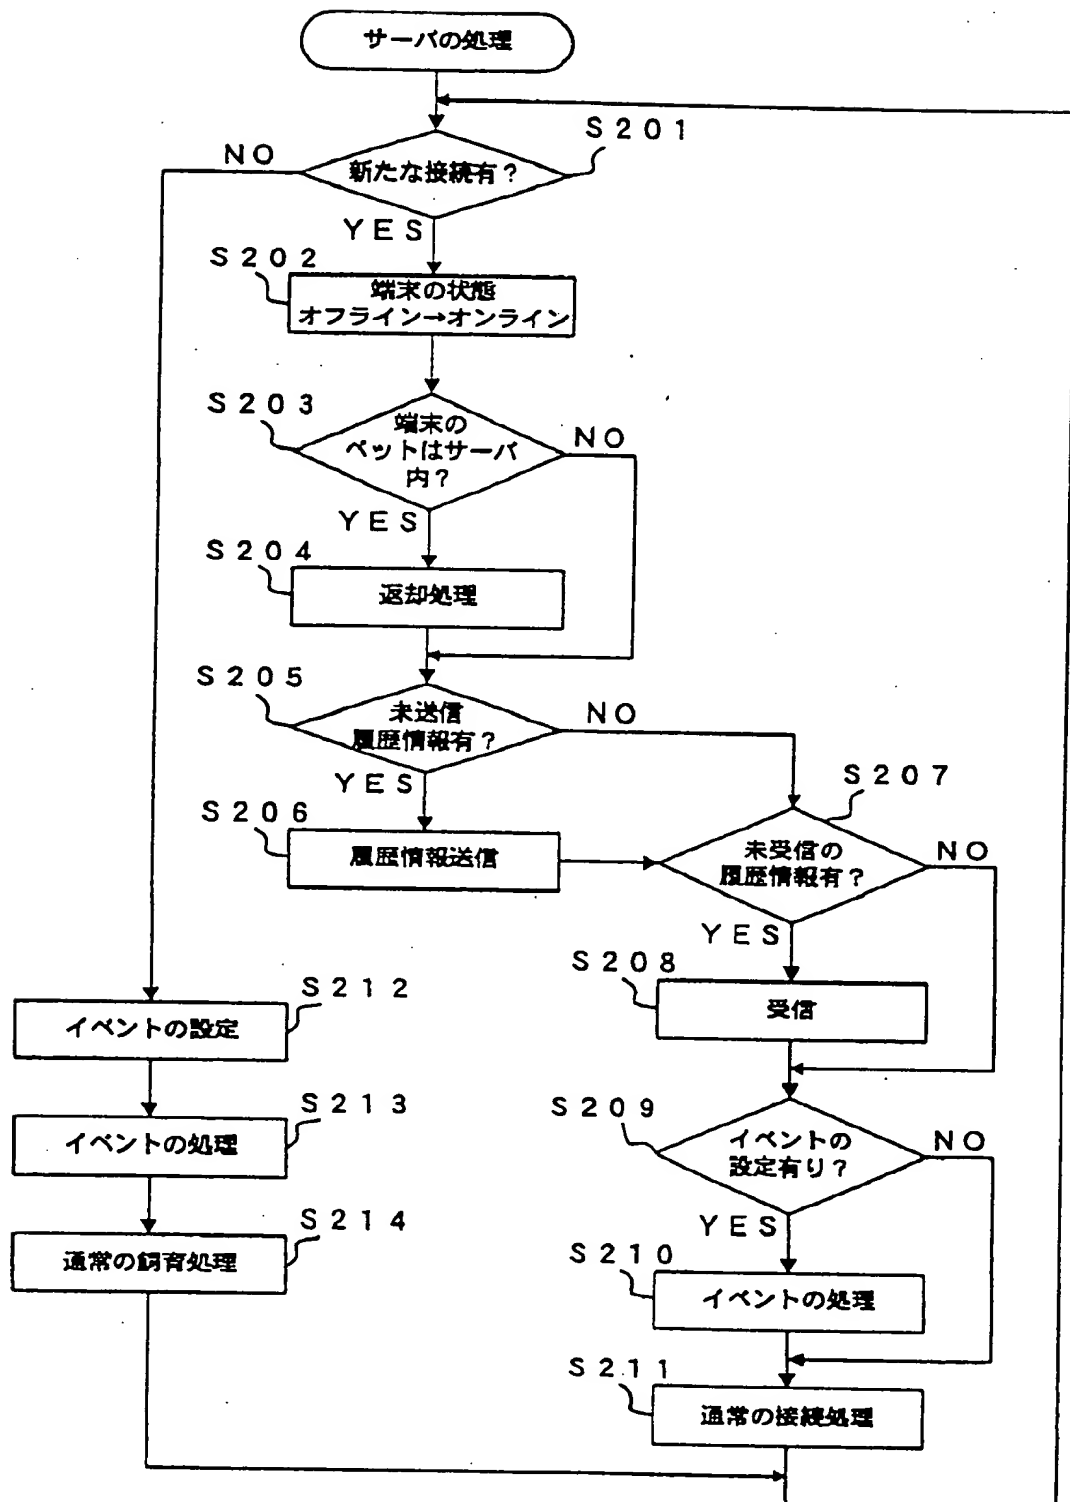 サーバの処理
S201
新たな接続有？
NO
YES
S202
端末の状態
オフライン→オンライン
S203
端末の
ペットはサーバ
内？
NO
YES
S204
返却処理
S205
未送信
履歴情報有？
NO
YES
S206
履歴情報送信
S207
未受信の
履歴情報有？
NO
YES
S208
受信
S209
イベントの
設定有り？
NO
YES
S210
イベントの処理
S211
通常の接続処理
S212
イベントの設定
S213
イベントの処理
S214
通常の飼育処理